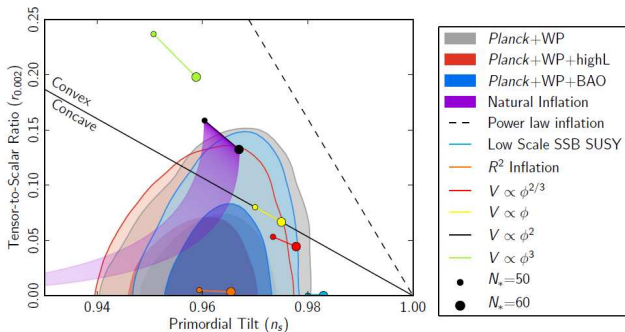 Tensor-to-Scalar Ratio (r0.002)
0.25
0.20
0.15
0.10
0.05
0.00
Convex
Concave
0.94
0.96
0.98
1.00
Primordial Tilt (ns)
Planck+WP
Planck+WP+highL
Planck+WP+BAO
Natural Inflation
Power law inflation
Low Scale SSB SUSY
R² Inflation
V ∝ ϕ^{2/3}
V ∝ ϕ
V ∝ ϕ²
V ∝ ϕ³
N*=50
N*=60